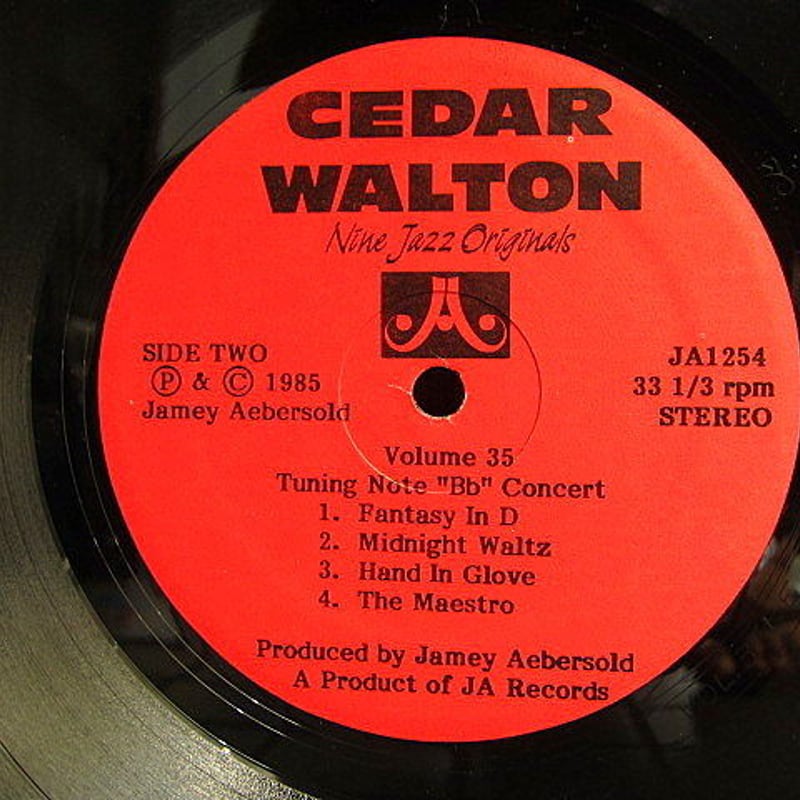 CEDAR
WALTON
Nine Jazz Originals
SIDE TWO
Ⓟ & © 1985
Jamey Aebersold
JA1254
33 1/3 rpm
STEREO
Volume 35
Tuning Note "Bb" Concert
1. Fantasy In D
2. Midnight Waltz
3. Hand In Glove
4. The Maestro
Produced by Jamey Aebersold
A Product of JA Records